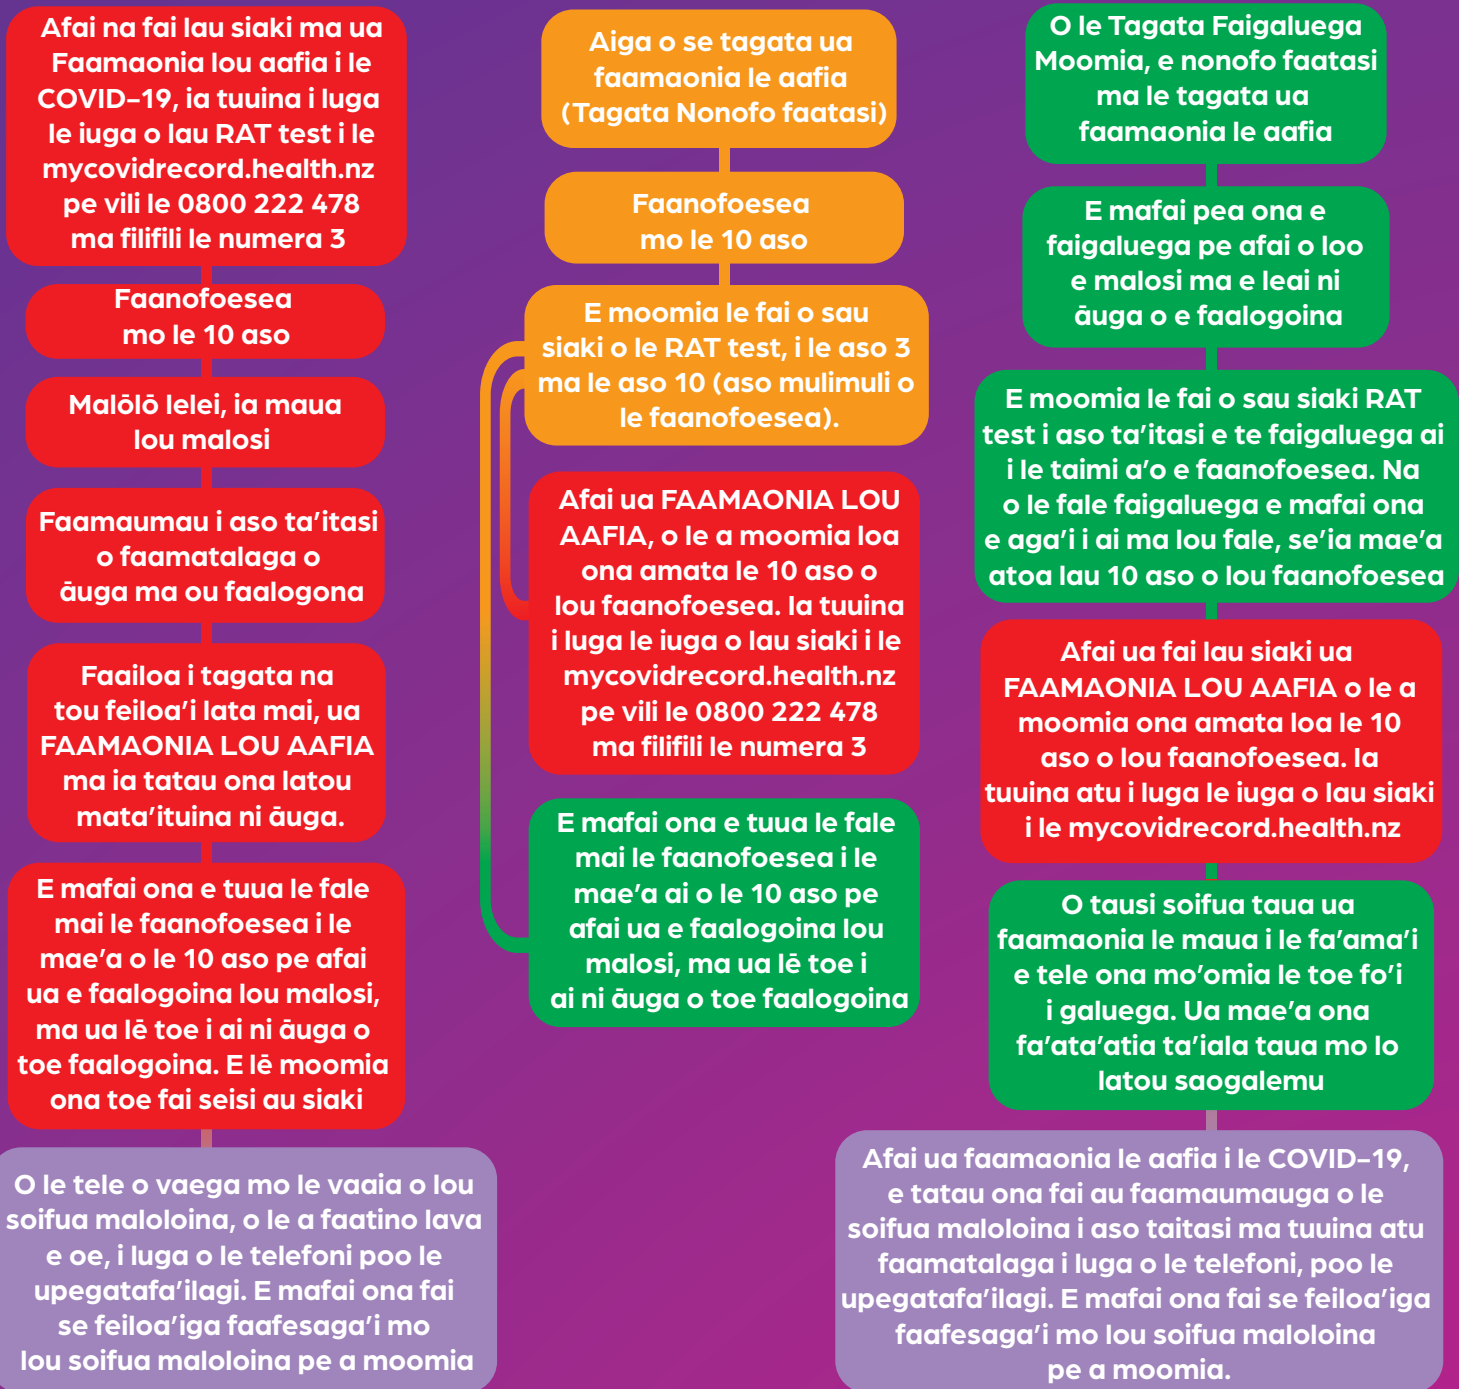 Afai na fai lau siaki ma ua
Faamaonia lou aafia i le
COVID-19, ia tuuina i luga
le iuga o lau RAT test i le
mycovidrecord.health.nz
pe vili le 0800 222 478
ma filifili le numera 3
Faanofoesea
mo le 10 aso
Malōlō lelei, ia maua
lou malosi
Faamaumau i aso ta'itasi
o faamatalaga o
āuga ma ou faalogona
Faailoa i tagata na
tou feiloa'i lata mai, ua
FAAMAONIA LOU AAFIA
ma ia tatau ona latou
mata'ituina ni āuga.
E mafai ona e tuua le fale
mai le faanofoesea i le
mae'a o le 10 aso pe afai
ua e faalogoina lou malosi,
ma ua lē toe i ai ni āuga o
toe faalogoina. E lē moomia
ona toe fai seisi au siaki
O le tele o vaega mo le vaaia o lou
soifua maloloina, o le a faatino lava
e oe, i luga o le telefoni poo le
upegatafa'ilagi. E mafai ona fai
se feiloa'iga faafesaga'i mo
lou soifua maloloina pe a moomia
Aiga o se tagata ua
faamaonia le aafia
(Tagata Nonofo faatasi)
Faanofoesea
mo le 10 aso
E moomia le fai o sau
siaki o le RAT test, i le aso 3
ma le aso 10 (aso mulimuli o
le faanofoesea).
Afai ua FAAMAONIA LOU
AAFIA, o le a moomia loa
ona amata le 10 aso o
lou faanofoesea. Ia tuuina
i luga le iuga o lau siaki i le
mycovidrecord.health.nz
pe vili le 0800 222 478
ma filifili le numera 3
E mafai ona e tuua le fale
mai le faanofoesea i le
mae'a ai o le 10 aso pe
afai ua e faalogoina lou
malosi, ma ua lē toe i
ai ni āuga o toe faalogoina
O le Tagata Faigaluega
Moomia, e nonofo faatasi
ma le tagata ua
faamaonia le aafia
E mafai pea ona e
faigaluega pe afai o loo
e malosi ma e leai ni
āuga o e faalogoina
E moomia le fai o sau siaki RAT
test i aso ta'itasi e te faigaluega ai
i le taimi a'o e faanofoesea. Na
o le fale faigaluega e mafai ona
e aga'i i ai ma lou fale, se'ia mae'a
atoa lau 10 aso o lou faanofoesea
Afai ua fai lau siaki ua
FAAMAONIA LOU AAFIA o le a
moomia ona amata loa le 10
aso o lou faanofoesea. Ia
tuuina atu i luga le iuga o lau siaki
i le mycovidrecord.health.nz
O tausi soifua taua ua
faamaonia le maua i le fa'ama'i
e tele ona mo'omia le toe fo'i
i galuega. Ua mae'a ona
fa'ata'atia ta'iala taua mo lo
latou saogalemu
Afai ua faamaonia le aafia i le COVID-19,
e tatau ona fai au faamaumauga o le
soifua maloloina i aso taitasi ma tuuina atu
faamatalaga i luga o le telefoni, poo le
upegatafa'ilagi. E mafai ona fai se feiloa'iga
faafesaga'i mo lou soifua maloloina
pe a moomia.